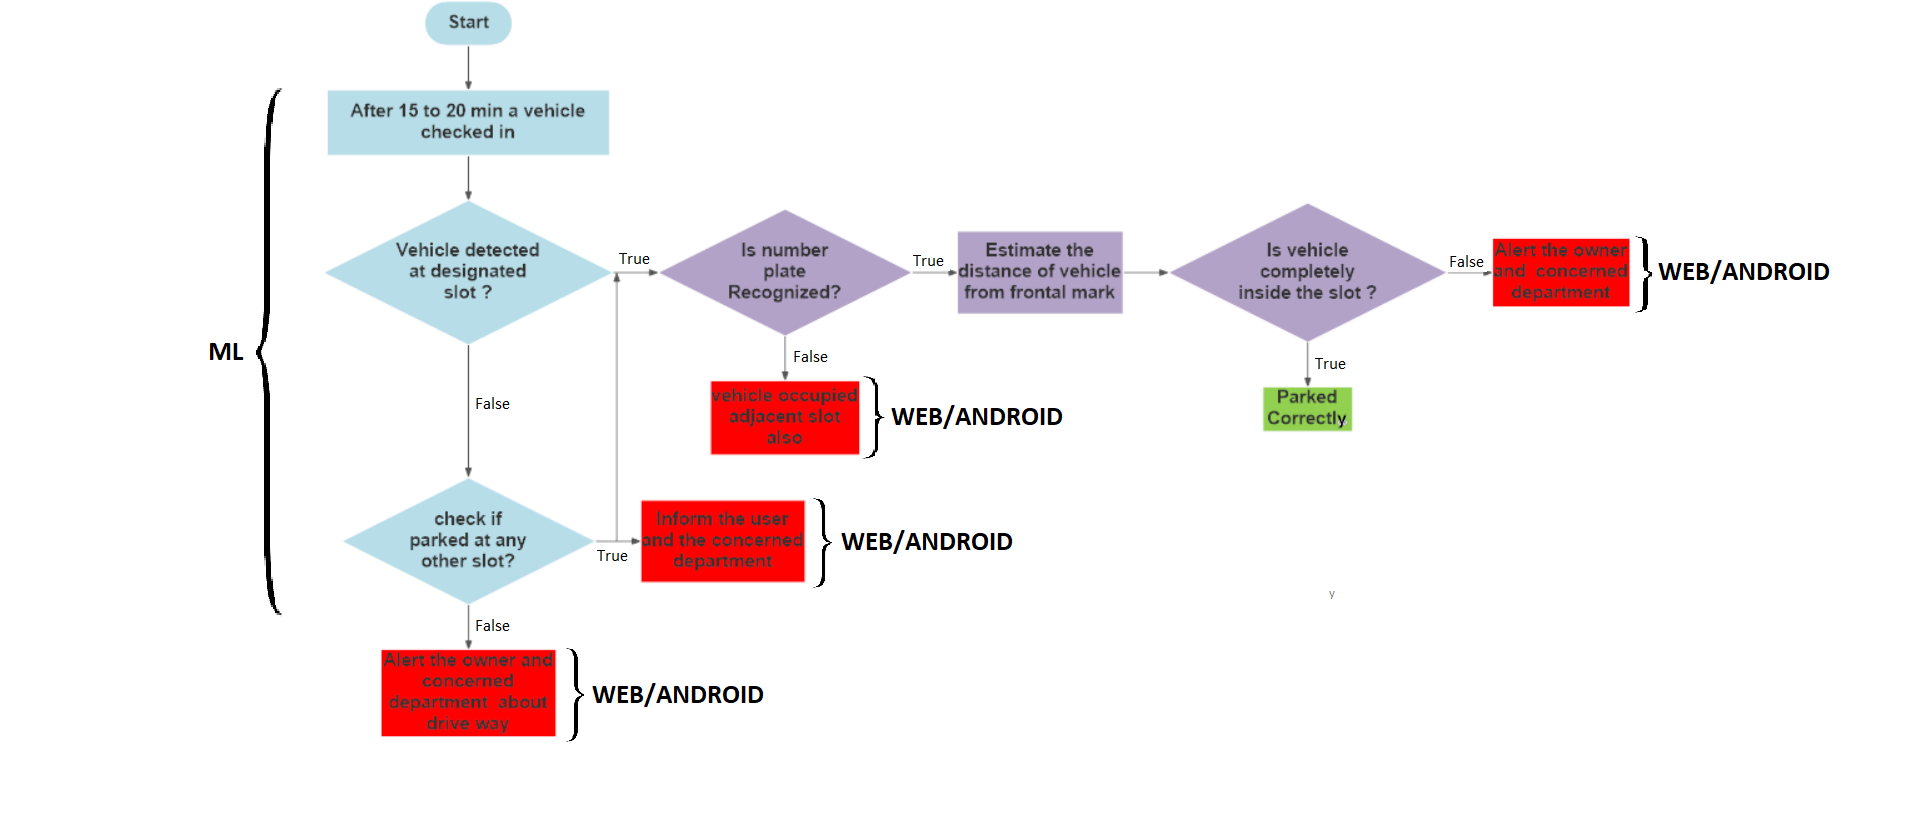 Start
After 15 to 20 min a vehicle
checked in
ML
Vehicle detected
at designated
slot ?
True
Is number
plate
Recognized?
True
Estimate the
distance of vehicle
from frontal mark
Is vehicle
completely
inside the slot ?
False
Alert the owner
and concerned
department
WEB/ANDROID
False
vehicle occupied
adjacent slot
also
WEB/ANDROID
True
Parked
Correctly
False
check if
parked at any
other slot?
True
Inform the user
and the concerned
department
WEB/ANDROID
y
False
Alert the owner and
concerned
department about
drive way
WEB/ANDROID